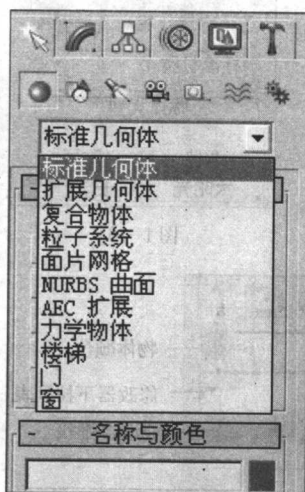 标准几何体
标准几何体
扩展几何体
复合物体
粒子系统
面片网格
NURBS 曲面
AEC 扩展
力学物体
楼梯
门
窗
- 名称与颜色